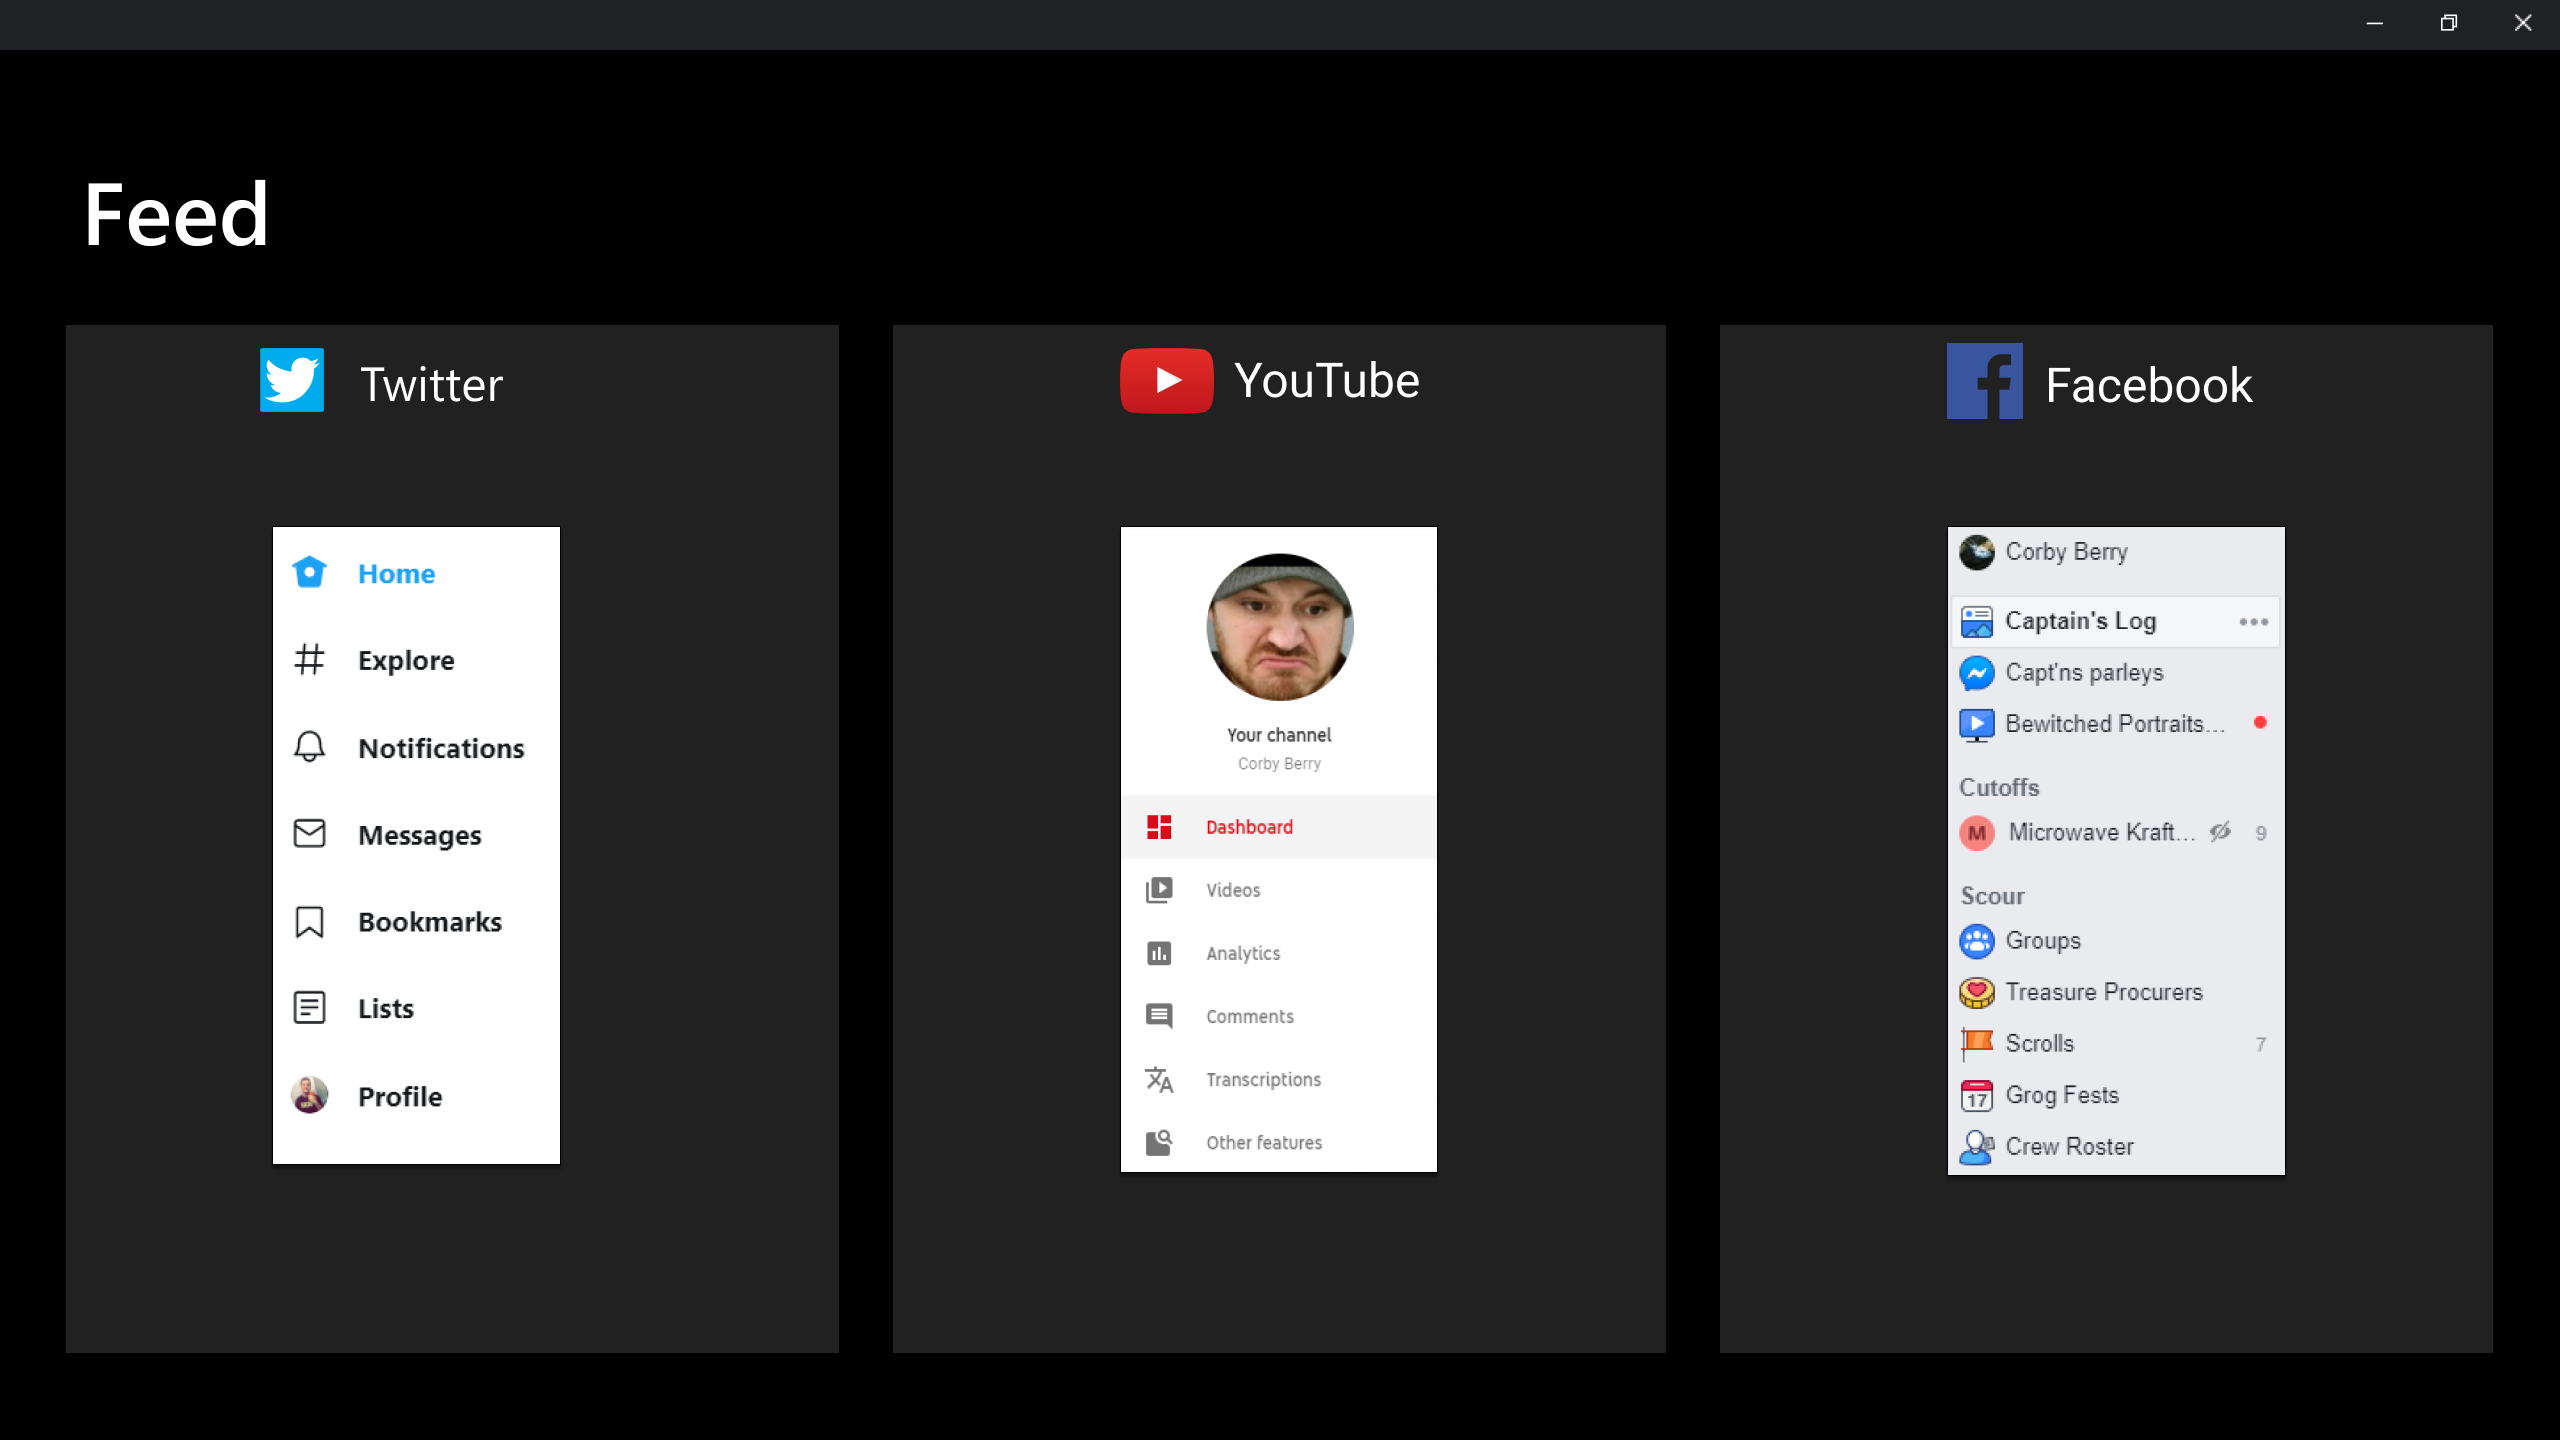 Feed
Twitter
Home
Explore
Notifications
Messages
Bookmarks
Lists
Profile
YouTube
Your channel
Corby Berry
Dashboard
Videos
Analytics
Comments
Transcriptions
Other features
Facebook
Corby Berry
Captain's Log
Capt'ns parleys
Bewitched Portraits...
Cutoffs
M Microwave Kraft... 9
Scour
Groups
Treasure Procurers
Scrolls 7
17 Grog Fests
Crew Roster